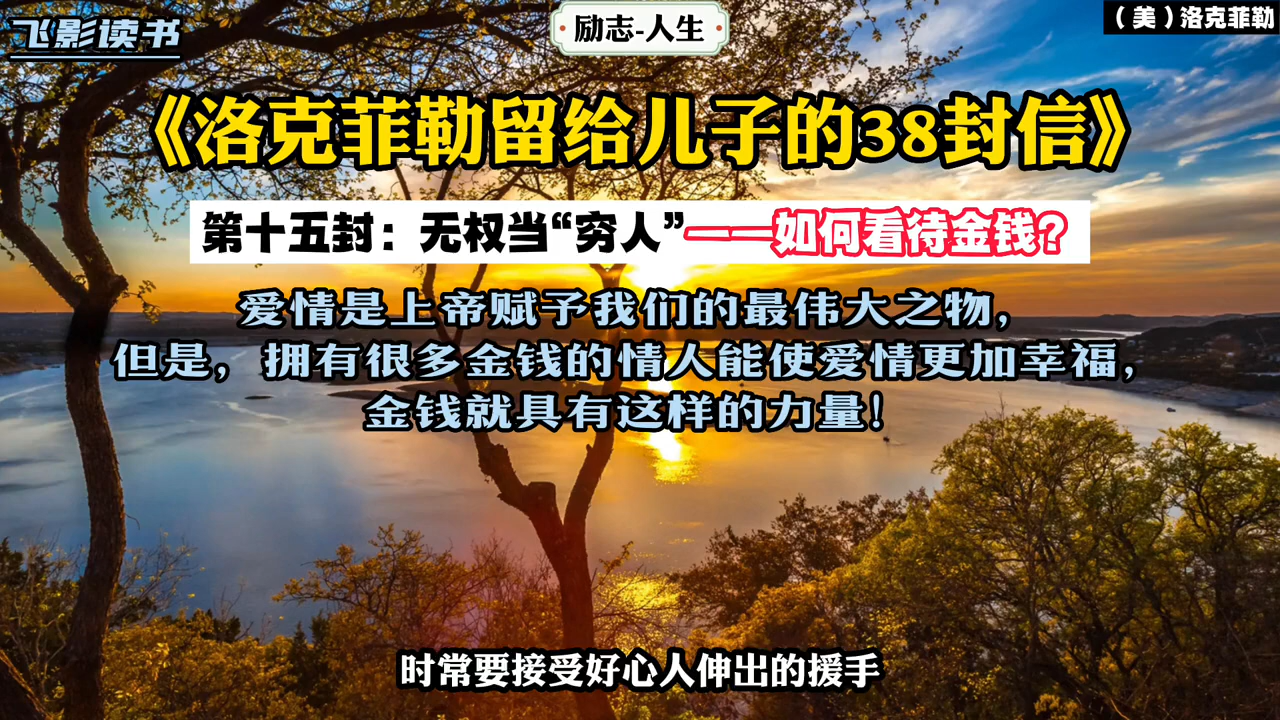 飞影读书
励志-人生
（美）洛克菲勒
《洛克菲勒留给儿子的38封信》
第十五封：无权当“穷人”——如何看待金钱？
爱情是上帝赋予我们的最伟大之物，
但是，拥有很多金钱的情人能使爱情更加幸福，
金钱就具有这样的力量！
时常要接受好心人伸出的援手